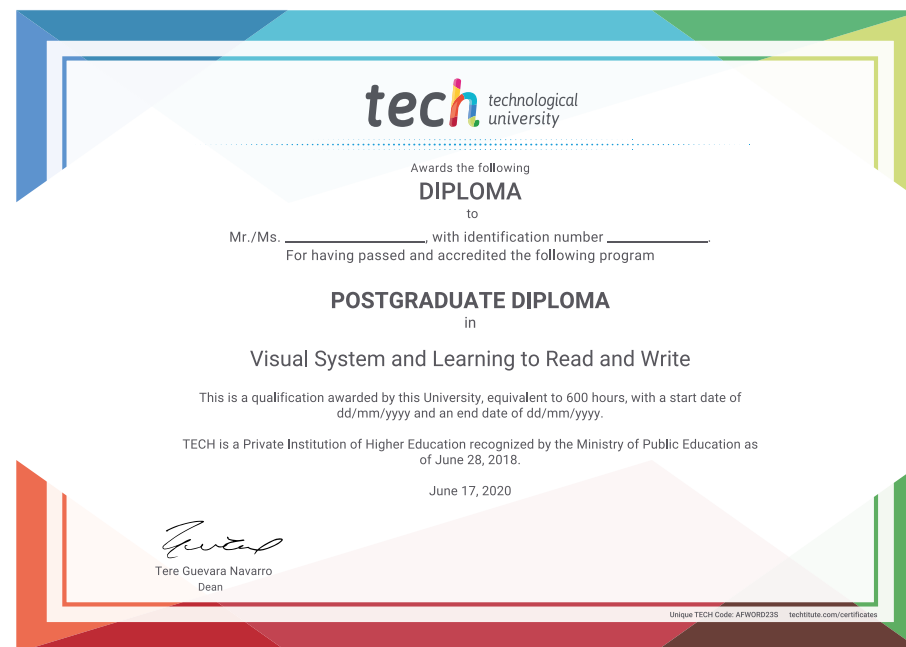 tech technological
university
Awards the following
DIPLOMA
to
Mr./Ms. ____________________, with identification number ______________.
For having passed and accredited the following program
POSTGRADUATE DIPLOMA
in
Visual System and Learning to Read and Write
This is a qualification awarded by this University, equivalent to 600 hours, with a start date of
dd/mm/yyyy and an end date of dd/mm/yyyy.
TECH is a Private Institution of Higher Education recognized by the Ministry of Public Education as
of June 28, 2018.
June 17, 2020
Tere Guevara Navarro
Dean
Unique TECH Code: AFWORD23S techtitute.com/certificates